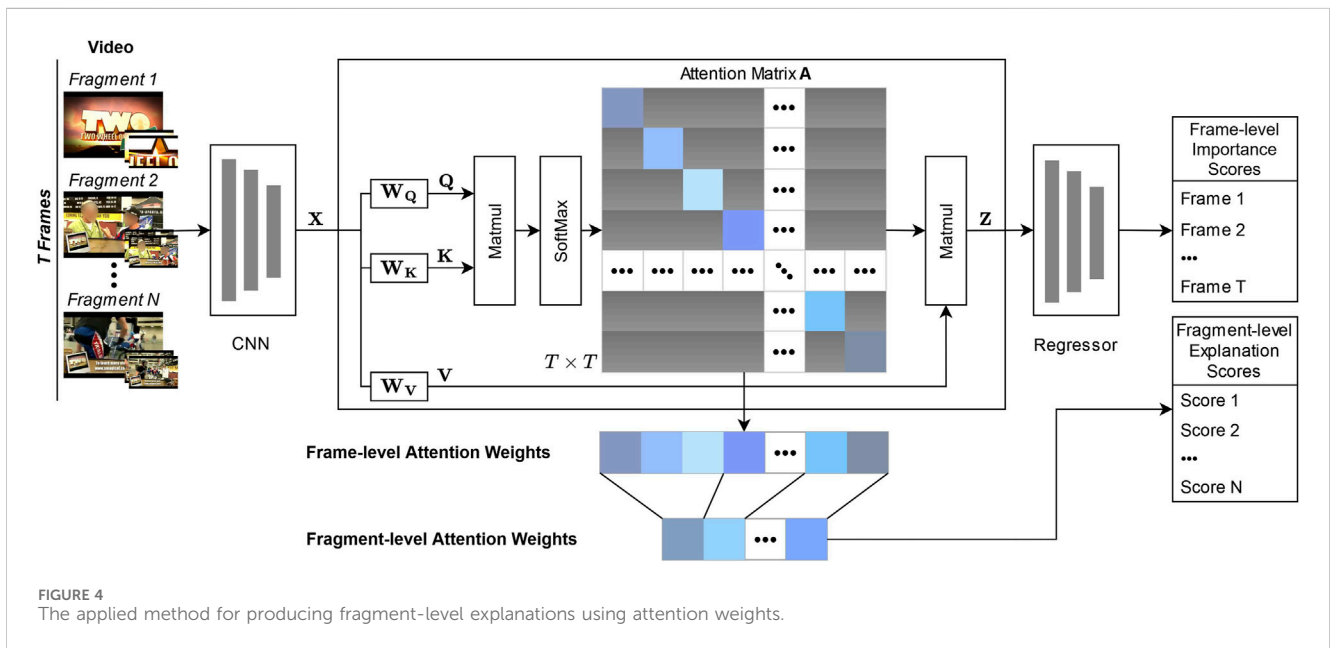 Video
Fragment 1
TWO
Fragment 2
Fragment N
T Frames
CNN
X
W_Q
Q
W_K
K
W_V
V
Matmul
SoftMax
Attention Matrix A
•••
•••
•••
•••
••• ••• ••• ••• ⋱ ••• •••
•••
•••
T × T
Matmul
Z
Regressor
Frame-level
Importance
Scores
Frame 1
Frame 2
•••
Frame T
Fragment-level
Explanation
Scores
Score 1
Score 2
•••
Score N
Frame-level Attention Weights
•••
Fragment-level Attention Weights
•••
FIGURE 4
The applied method for producing fragment-level explanations using attention weights.